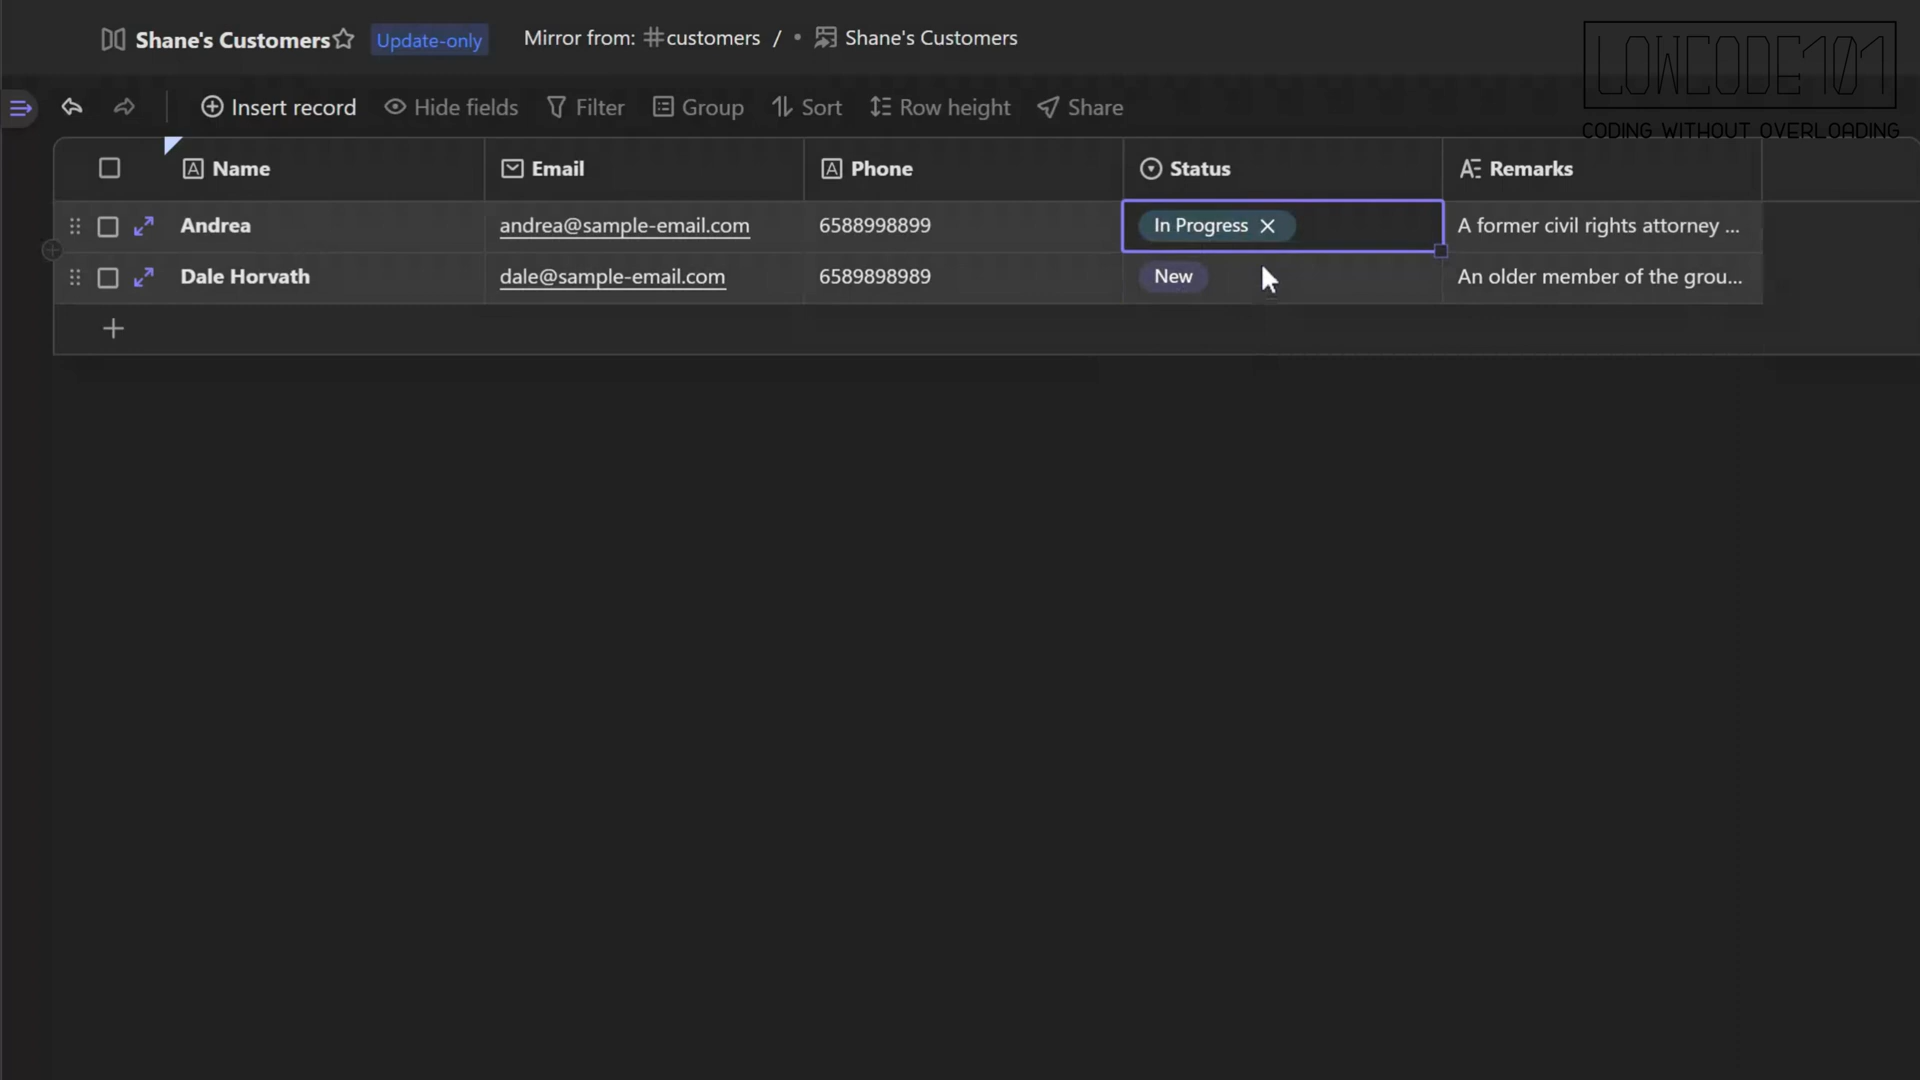 Shane's Customers Update-only Mirror from: #customers / • Shane's Customers
LOWCODE101
CODING WITHOUT OVERLOADING
Insert record Hide fields Filter Group Sort Row height Share
Name Email Phone Status Remarks
Andrea andrea@sample-email.com 6588998899 In Progress × A former civil rights attorney ...
Dale Horvath dale@sample-email.com 6589898989 New An older member of the grou...